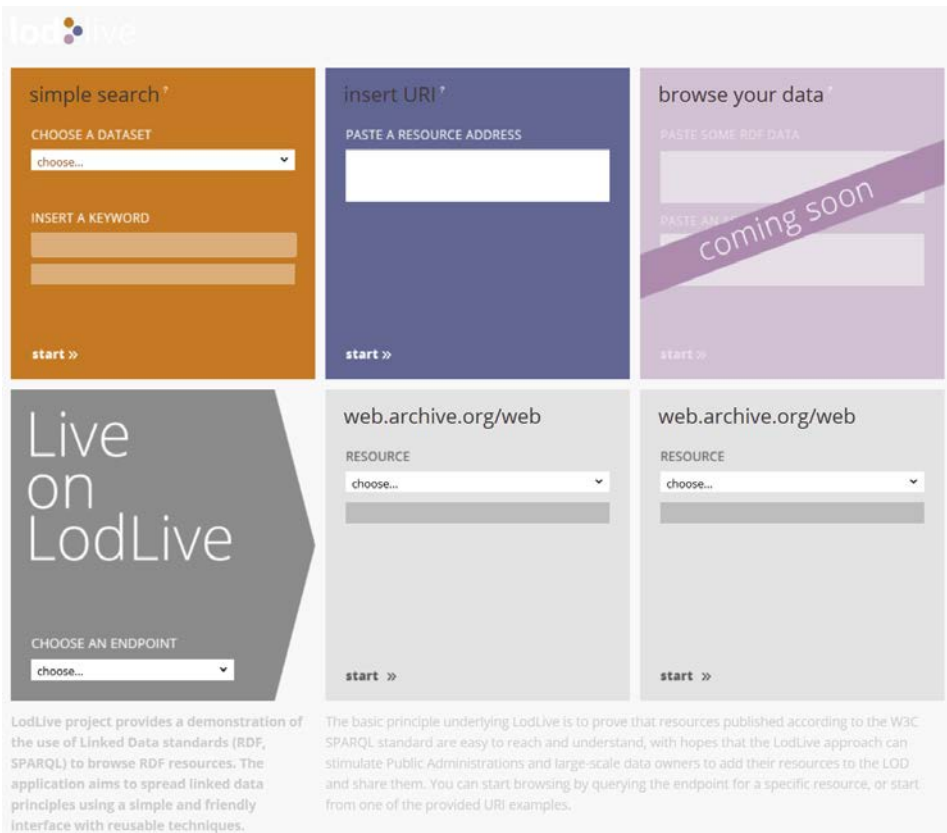 lodlive
simple search ?
CHOOSE A DATASET
choose...
INSERT A KEYWORD
start »
insert URI ?
PASTE A RESOURCE ADDRESS
start »
browse your data ?
PASTE SOME RDF DATA
PASTE AN
coming soon
start »
Live
on
LodLive
CHOOSE AN ENDPOINT
choose...
web.archive.org/web
RESOURCE
choose...
start »
web.archive.org/web
RESOURCE
choose...
start »
LodLive project provides a demonstration of
the use of Linked Data standards (RDF,
SPARQL) to browse RDF resources. The
application aims to spread linked data
principles using a simple and friendly
interface with reusable techniques.
The basic principle underlying LodLive is to prove that resources published according to the W3C
SPARQL standard are easy to reach and understand, with hopes that the LodLive approach can
stimulate Public Administrations and large-scale data owners to add their resources to the LOD
and share them. You can start browsing by querying the endpoint for a specific resource, or start
from one of the provided URI examples.